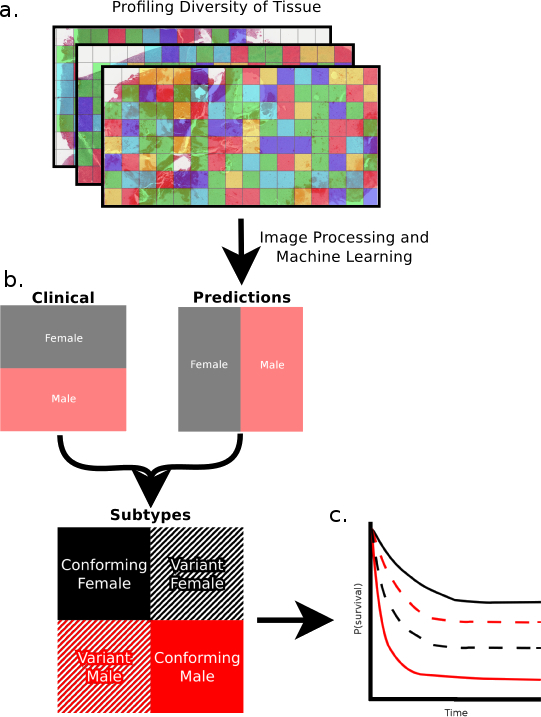 a.
Profiling Diversity of Tissue
Image Processing and
Machine Learning
b.
Clinical
Predictions
Female
Male
Female
Male
Subtypes
Conforming
Female
Variant
Female
Variant
Male
Conforming
Male
c.
P(survival)
Time